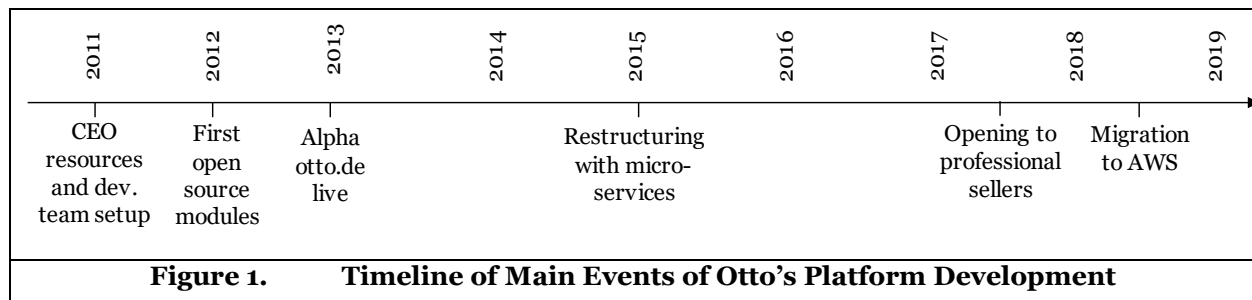 2011
2012
2013
2014
2015
2016
2017
2018
2019
CEO
resources
and dev.
team setup
First
open
source
modules
Alpha
otto.de
live
Restructuring
with micro-
services
Opening to
professional
sellers
Migration
to AWS
Figure 1. Timeline of Main Events of Otto's Platform Development